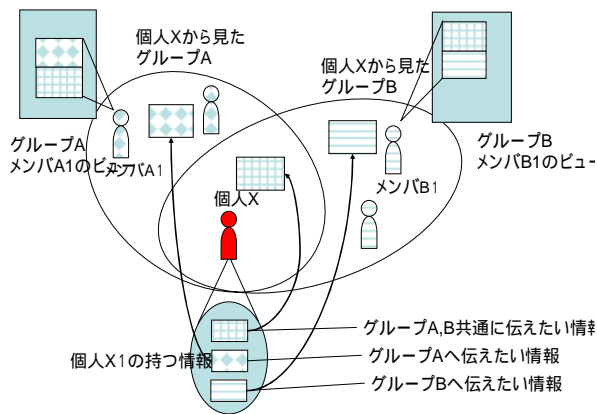 個人Xから見た
グループA
個人Xから見た
グループB
グループA
メンバA1のビュー
メンバA1
グループB
メンバB1のビュー
メンバB1
個人X
個人X1の持つ情報
グループA,B共通に伝えたい情報
グループAへ伝えたい情報
グループBへ伝えたい情報